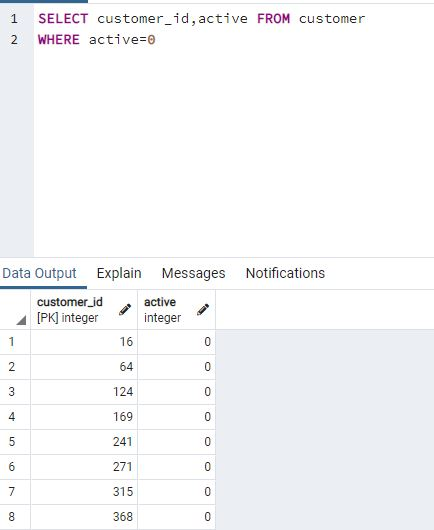 1 SELECT customer_id,active FROM customer
2 WHERE active=0
Data Output Explain Messages Notifications
customer_id active
[PK] integer integer
1 16 0
2 64 0
3 124 0
4 169 0
5 241 0
6 271 0
7 315 0
8 368 0